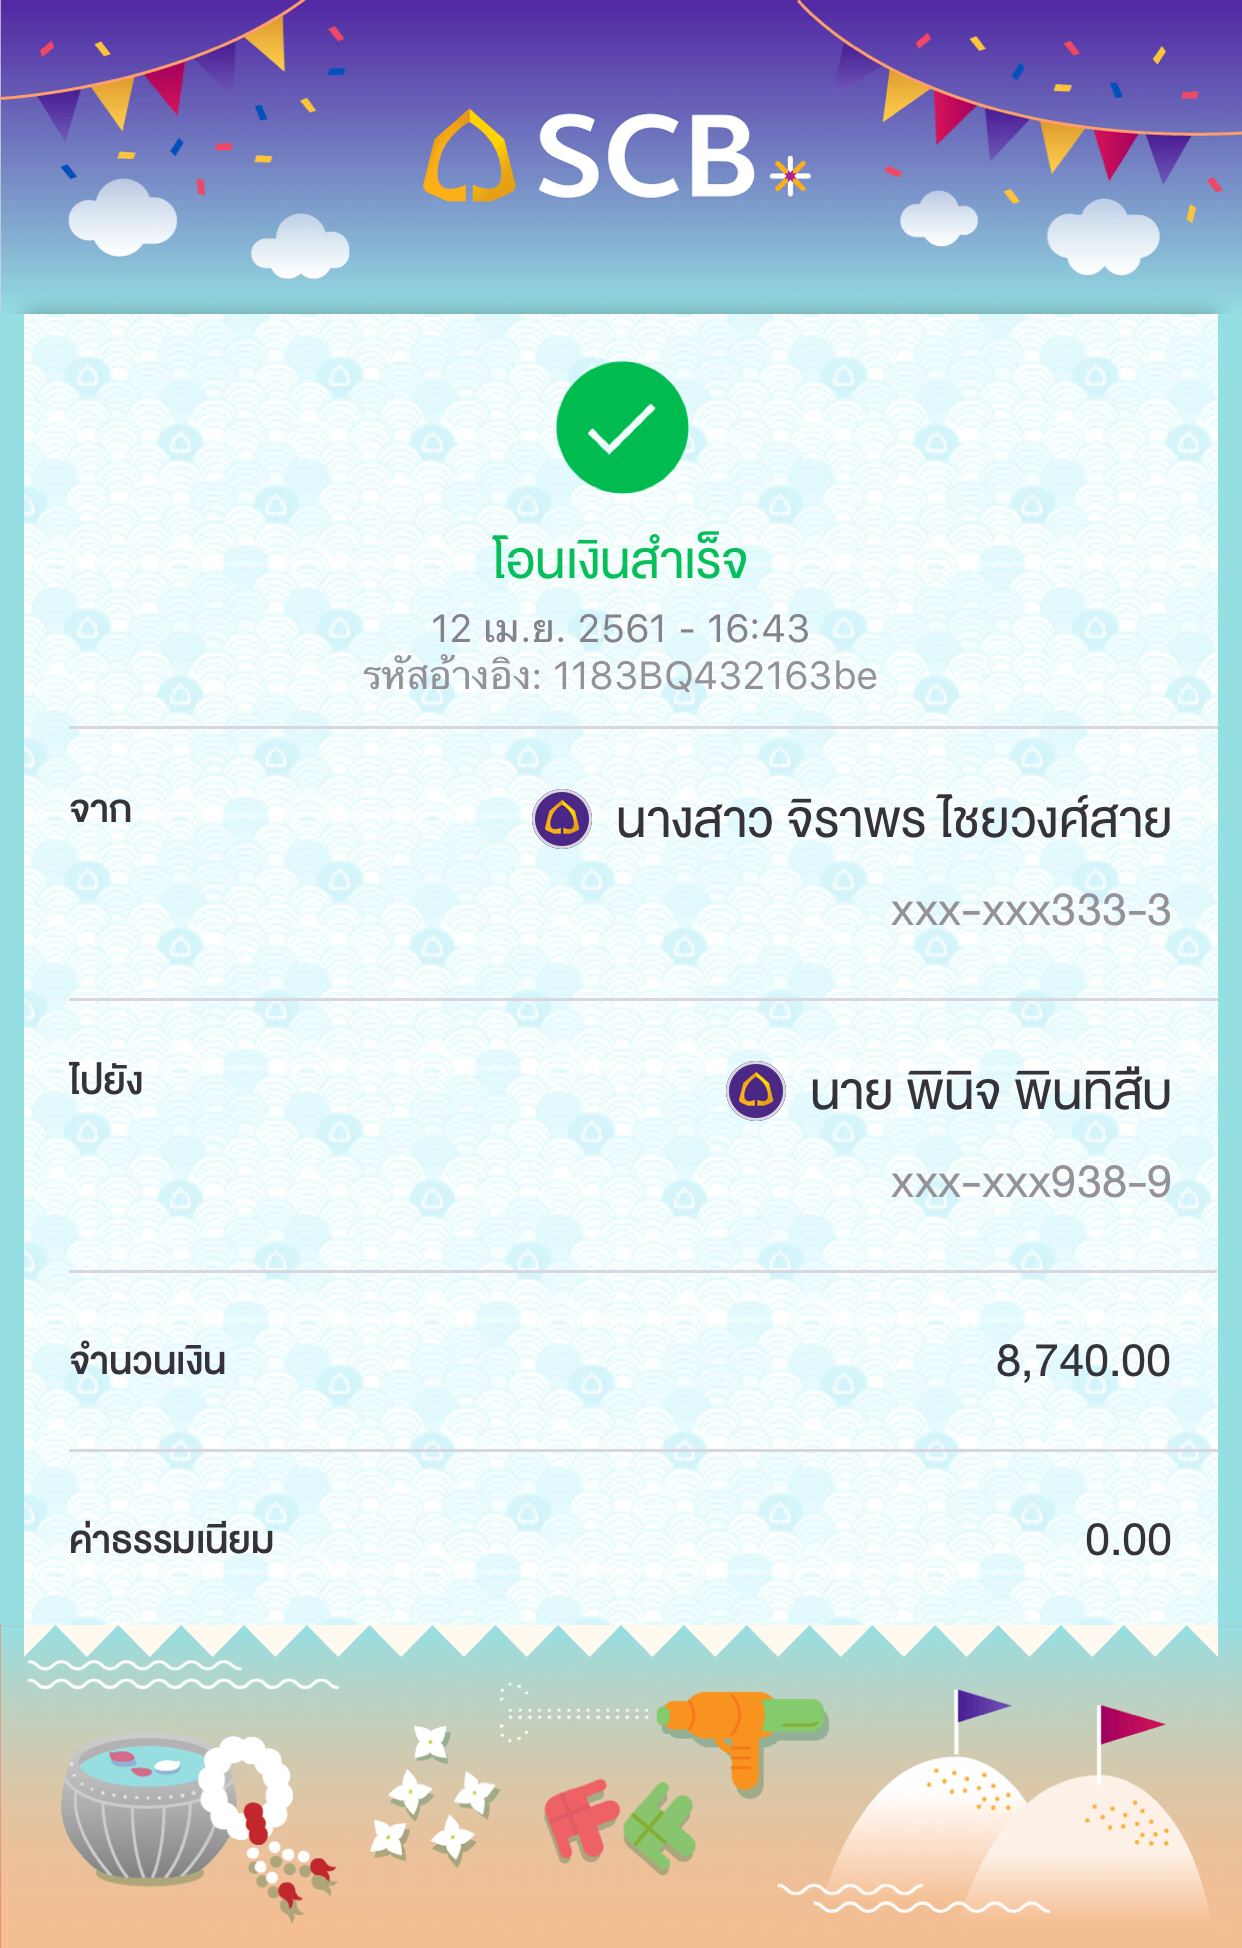 SCB
โอนเงินสำเร็จ
12 เม.ย. 2561 - 16:43
รหัสอ้างอิง: 1183BQ432163be
จาก
นางสาว จิราพร ไชยวงศ์สาย
xxx-xxx333-3
ไปยัง
นาย พินิจ พินทิสืบ
xxx-xxx938-9
จำนวนเงิน
8,740.00
ค่าธรรมเนียม
0.00